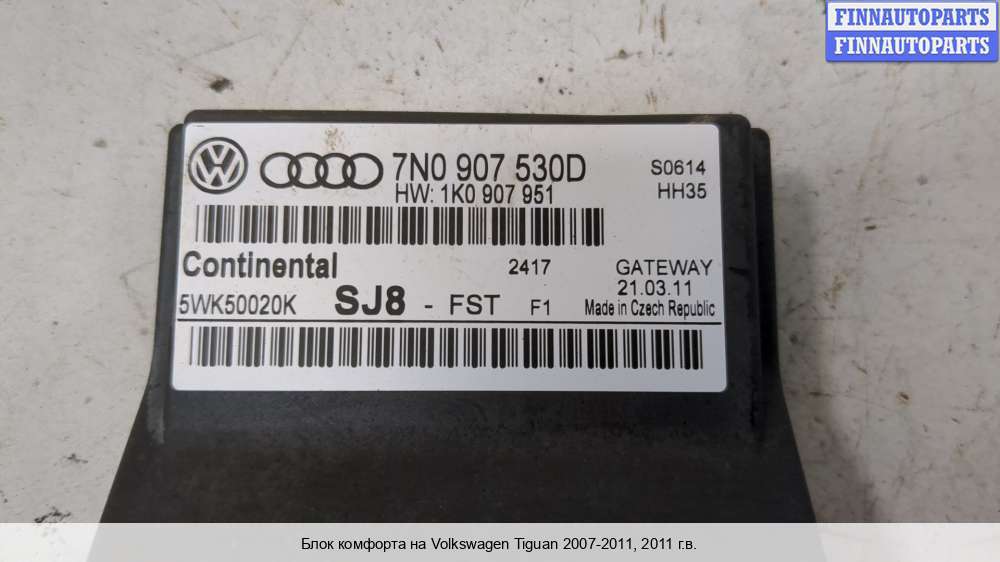 FINNAUTOPARTS
FINNAUTOPARTS
7N0 907 530D
S0614
HW: 1K0 907 951
HH35
Continental
2417
GATEWAY
21.03.11
5WK50020K SJ8 - FST F1
Made in Czech Republic
Блок комфорта на Volkswagen Tiguan 2007-2011, 2011 г.в.